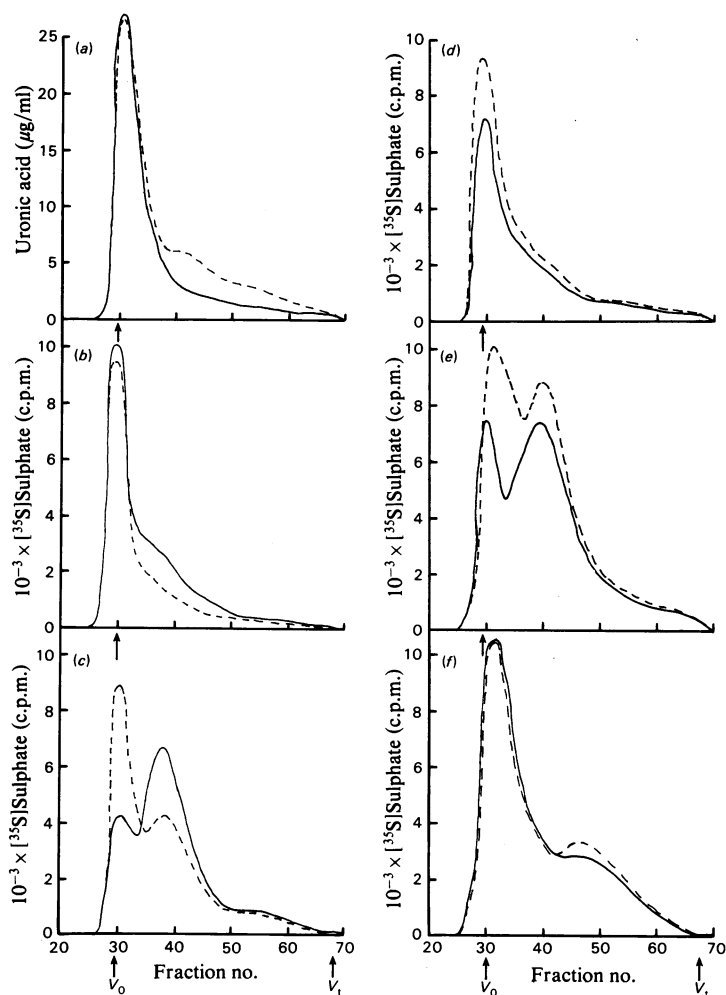 (a)
Uronic acid (μg/ml)
25
20
15
10
5
0
(b)
10⁻³ × [³⁵S]Sulphate (c.p.m.)
10
8
6
4
2
0
(c)
10⁻³ × [³⁵S]Sulphate (c.p.m.)
10
8
6
4
2
0
20 30 40 50 60 70
V₀ Fraction no. Vₜ
(d)
10⁻³ × [³⁵S]Sulphate (c.p.m.)
10
8
6
4
2
0
(e)
10⁻³ × [³⁵S]Sulphate (c.p.m.)
10
8
6
4
2
0
(f)
10⁻³ × [³⁵S]Sulphate (c.p.m.)
10
8
6
4
2
0
20 30 40 50 60 70
V₀ Fraction no. Vₜ